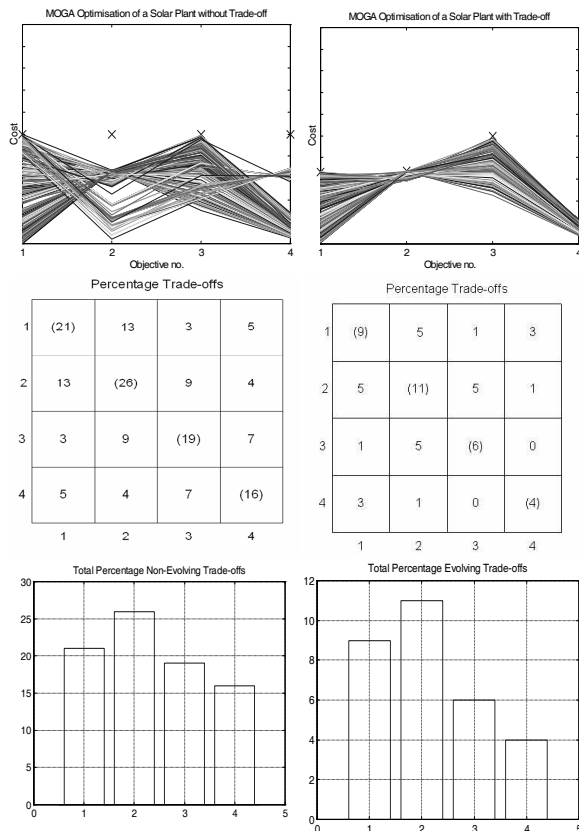 MOGA Optimisation of a Solar Plant without Trade-off
Cost
1 2 3 4
Objective no.
MOGA Optimisation of a Solar Plant with Trade-off
Cost
1 2 3 4
Objective no.
Percentage Trade-offs
1 (21) 13 3 5
2 13 (26) 9 4
3 3 9 (19) 7
4 5 4 7 (16)
1 2 3 4
Percentage Trade-offs
1 (9) 5 1 3
2 5 (11) 5 1
3 1 5 (6) 0
4 3 1 0 (4)
1 2 3 4
Total Percentage Non-Evolving Trade-offs
30
25
20
15
10
5
0
0 1 2 3 4 5
Total Percentage Evolving Trade-offs
12
10
8
6
4
2
0
0 1 2 3 4 5